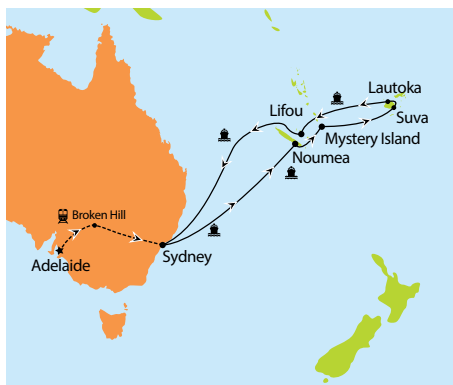 Lautoka
Suva
Lifou
Mystery Island
Noumea
Broken Hill
Adelaide
Sydney